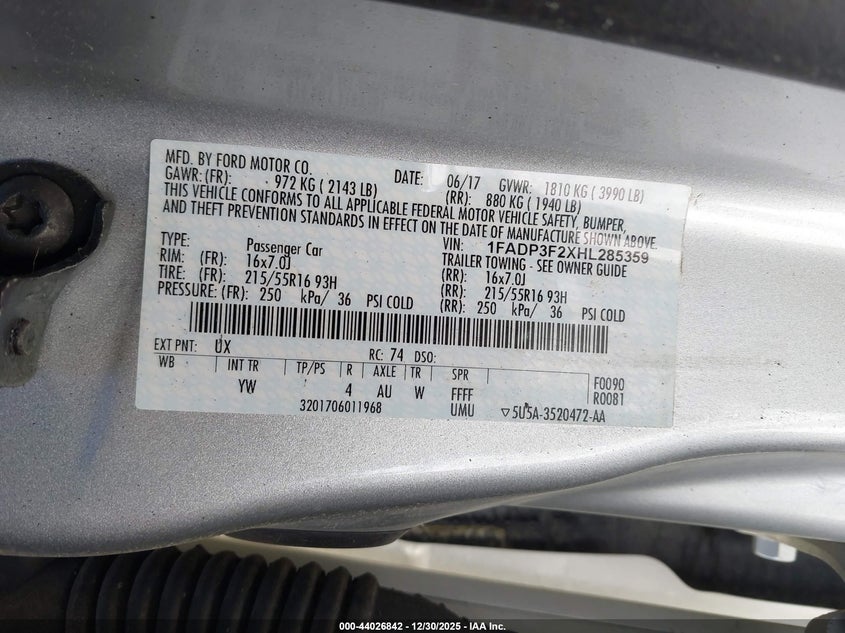 MFD. BY FORD MOTOR CO. DATE: 06/17 GVWR: 1810 KG ( 3990 LB)
GAWR: (FR): 972 KG ( 2143 LB) (RR): 880 KG ( 1940 LB)
THIS VEHICLE CONFORMS TO ALL APPLICABLE FEDERAL MOTOR VEHICLE SAFETY, BUMPER,
AND THEFT PREVENTION STANDARDS IN EFFECT ON THE DATE OF MANUFACTURE SHOWN ABOVE.
VIN: 1FADP3F2XHL285359
TYPE: Passenger Car TRAILER TOWING - SEE OWNER GUIDE
RIM: (FR): 16x7.0J (RR): 16x7.0J
TIRE: (FR): 215/55R16 93H (RR): 215/55R16 93H
PRESSURE: (FR): 250 kPa/ 36 PSI COLD (RR): 250 kPa/ 36 PSI COLD
EXT PNT: UX RC: 74 DSO:
WB INT TR TP/PS R AXLE TR SPR F0090
YW 4 AU W FFFF R0081
3201706011968 UMU ▽5U5A-3520472-AA
000-44026842 - 12/30/2025 - IAA Inc.